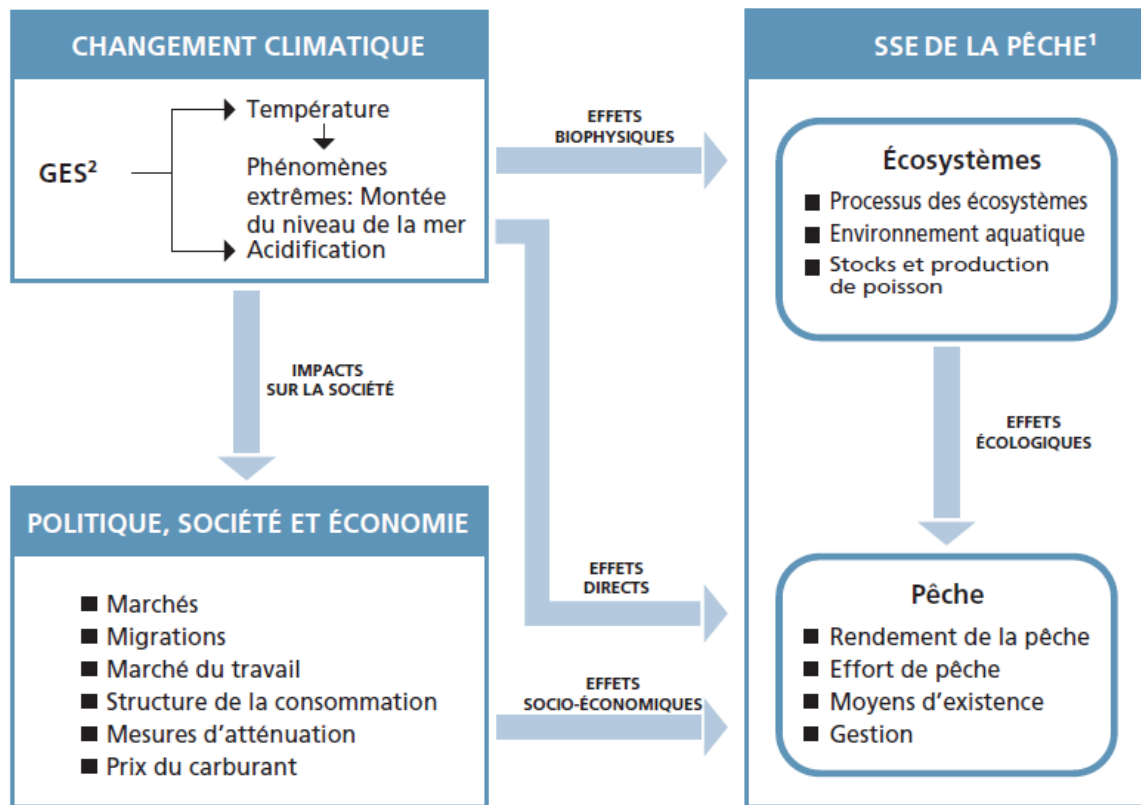 CHANGEMENT CLIMATIQUE
GES²
Température
Phénomènes
extrêmes: Montée
du niveau de la mer
Acidification
EFFETS
BIOPHYSIQUES
SSE DE LA PÊCHE¹
Écosystèmes
■ Processus des écosystèmes
■ Environnement aquatique
■ Stocks et production
de poisson
IMPACTS
SUR LA SOCIÉTÉ
EFFETS
ÉCOLOGIQUES
POLITIQUE, SOCIÉTÉ ET ÉCONOMIE
■ Marchés
■ Migrations
■ Marché du travail
■ Structure de la consommation
■ Mesures d'atténuation
■ Prix du carburant
EFFETS
DIRECTS
EFFETS
SOCIO-ÉCONOMIQUES
Pêche
■ Rendement de la pêche
■ Effort de pêche
■ Moyens d'existence
■ Gestion